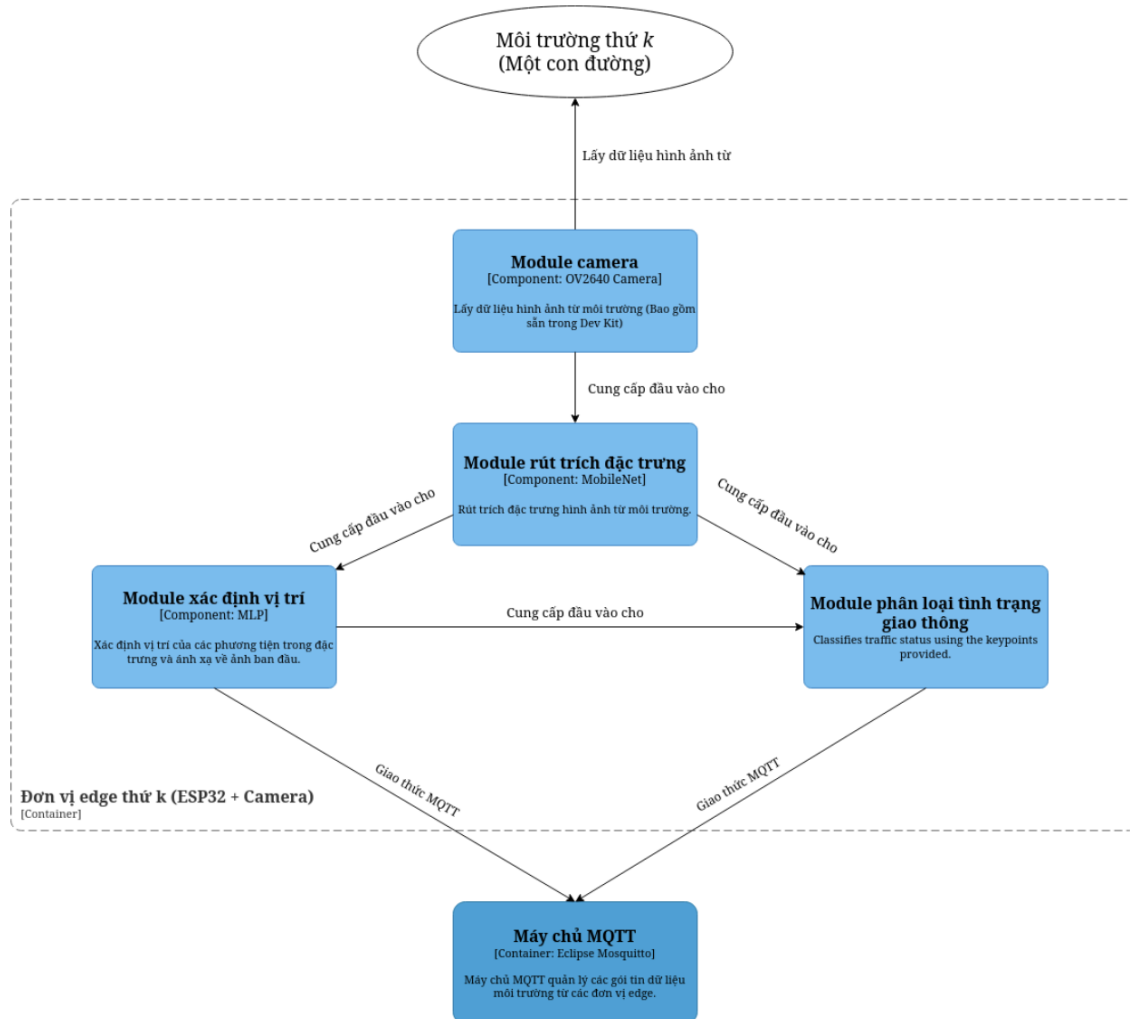 Môi trường thứ k
(Một con đường)
Lấy dữ liệu hình ảnh từ
Module camera
[Component: OV2640 Camera]
Lấy dữ liệu hình ảnh từ môi trường (Bao gồm
sẵn trong Dev Kit)
Cung cấp đầu vào cho
Module rút trích đặc trưng
[Component: MobileNet]
Rút trích đặc trưng hình ảnh từ môi trường.
Cung cấp đầu vào cho
Cung cấp đầu vào cho
Module xác định vị trí
[Component: MLP]
Xác định vị trí của các phương tiện trong đặc
trưng và ánh xạ về ảnh ban đầu.
Cung cấp đầu vào cho
Module phân loại tình trạng
giao thông
Classifies traffic status using the keypoints
provided.
Giao thức MQTT
Giao thức MQTT
Đơn vị edge thứ k (ESP32 + Camera)
[Container]
Máy chủ MQTT
[Container: Eclipse Mosquitto]
Máy chủ MQTT quản lý các gói tin dữ liệu
môi trường từ các đơn vị edge.